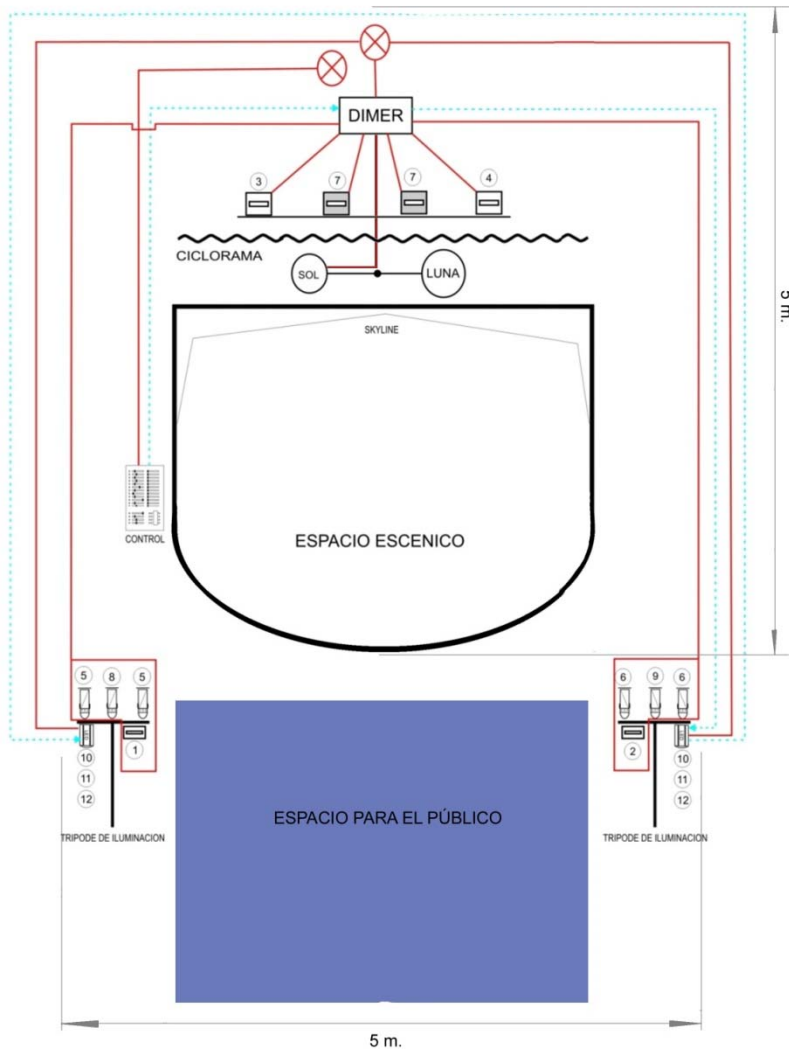 DIMER
3
7
7
4
CICLORAMA
SOL
LUNA
SKYLINE
5 m.
CONTROL
ESPACIO ESCENICO
5
8
5
6
9
6
1
2
10
11
12
10
11
12
TRIPODE DE ILUMINACION
TRIPODE DE ILUMINACION
ESPACIO PARA EL PÚBLICO
5 m.